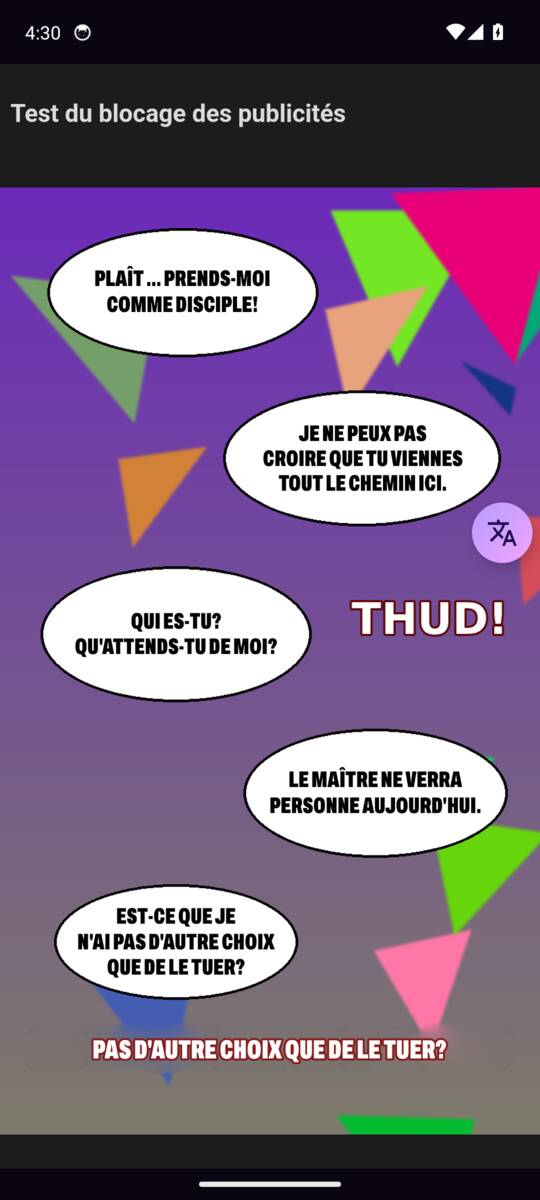 4:30
Test du blocage des publicités
PLAÎT ... PRENDS-MOI
COMME DISCIPLE!
JE NE PEUX PAS
CROIRE QUE TU VIENNES
TOUT LE CHEMIN ICI.
QUI ES-TU?
QU'ATTENDS-TU DE MOI?
THUD!
LE MAÎTRE NE VERRA
PERSONNE AUJOURD'HUI.
EST-CE QUE JE
N'AI PAS D'AUTRE CHOIX
QUE DE LE TUER?
PAS D'AUTRE CHOIX QUE DE LE TUER?